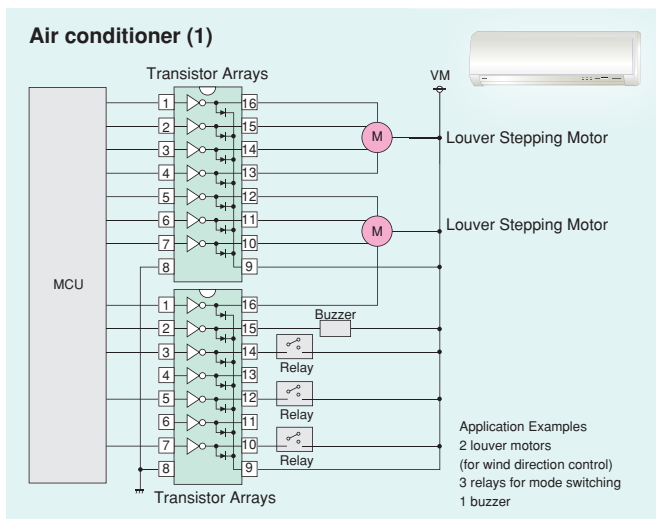 Air conditioner (1)
Transistor Arrays
VM
1 16
2 15
M
Louver Stepping Motor
3 14
4 13
5 12
6 11
M
Louver Stepping Motor
7 10
8 9
MCU
1 16
Buzzer
2 15
3 14
Relay
4 13
5 12
Relay
6 11
7 10
Relay
8 9
Transistor Arrays
Application Examples
2 louver motors
(for wind direction control)
3 relays for mode switching
1 buzzer